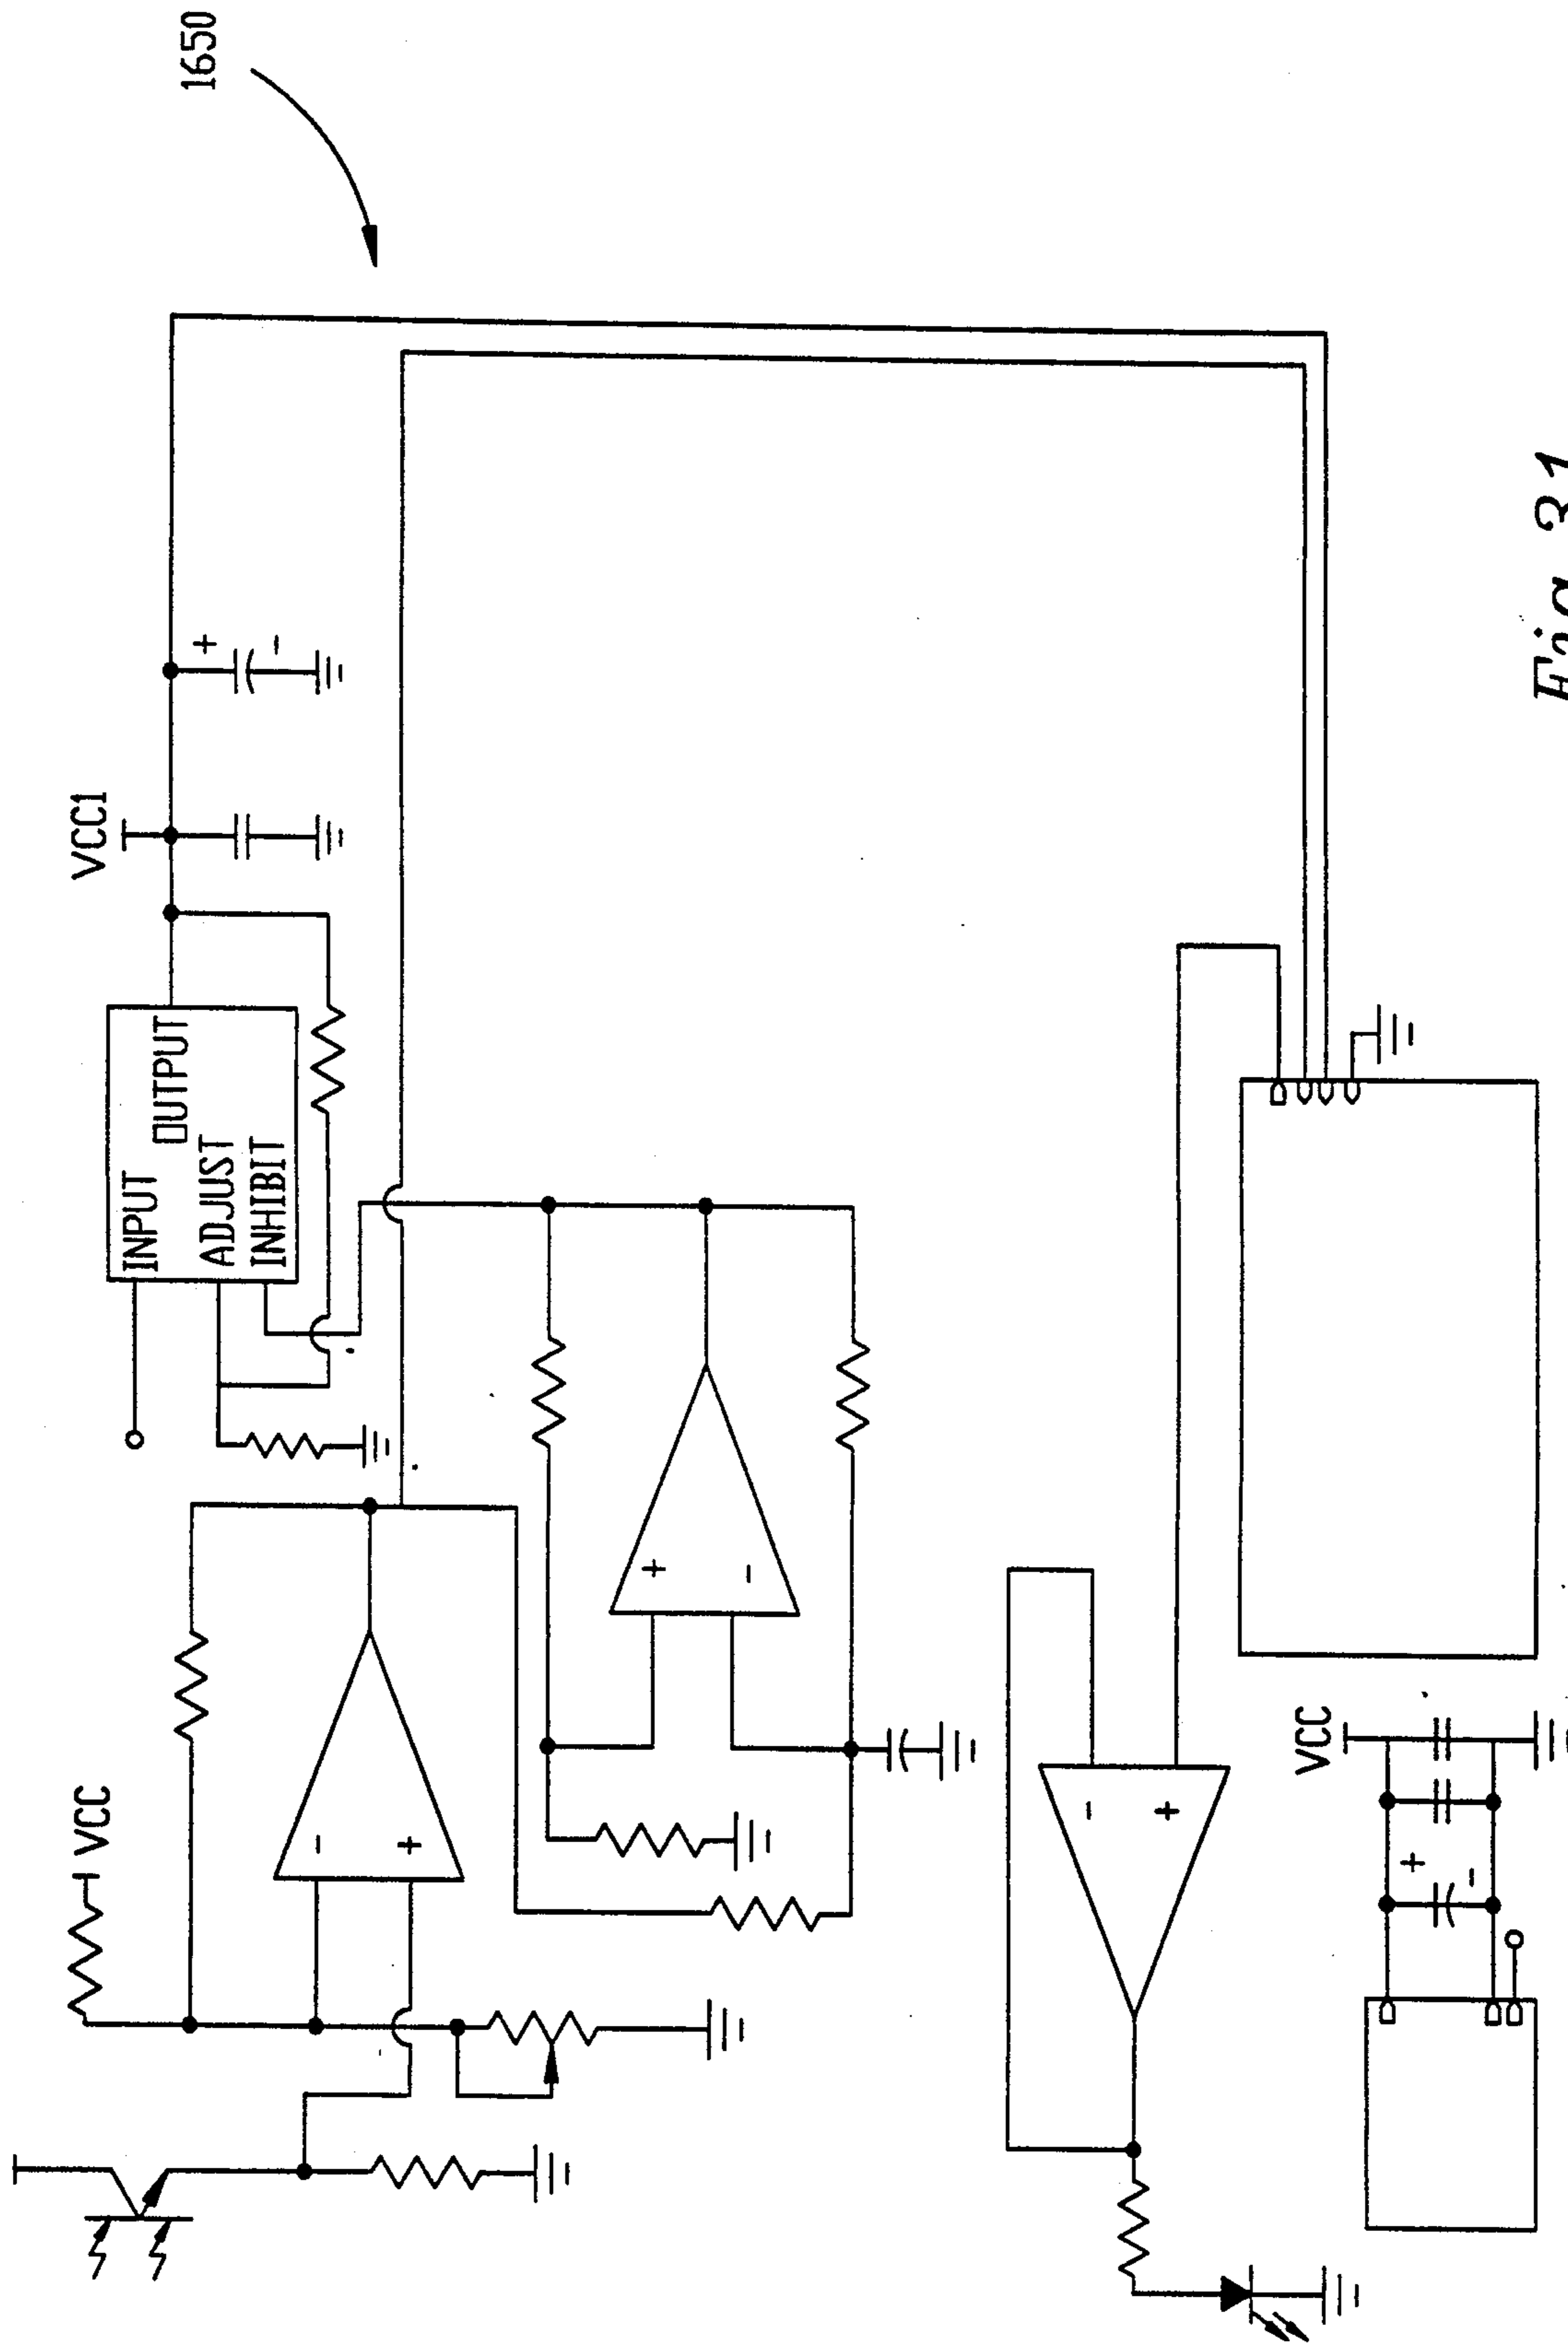 1650
VCC1
INPUT
OUTPUT
ADJUST
INHIBIT
+
-
VCC
-
+
+
-
-
+
VCC
+
-
Fig. 31